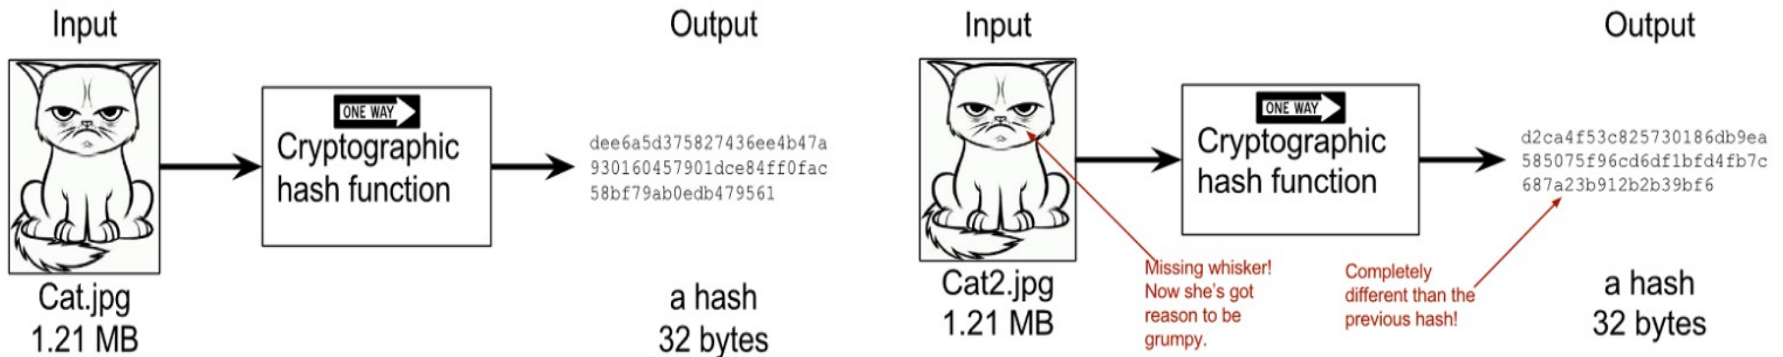 Input
Output
ONE WAY
Cryptographic
hash function
dee6a5d375827436ee4b47a
930160457901dce84ff0fac
58bf79ab0edb479561
Cat.jpg
1.21 MB
a hash
32 bytes
Input
Output
ONE WAY
Cryptographic
hash function
d2ca4f53c825730186db9ea
585075f96cd6df1bfd4fb7c
687a23b912b2b39bf6
Missing whisker!
Now she's got
reason to be
grumpy.
Completely
different than the
previous hash!
Cat2.jpg
1.21 MB
a hash
32 bytes